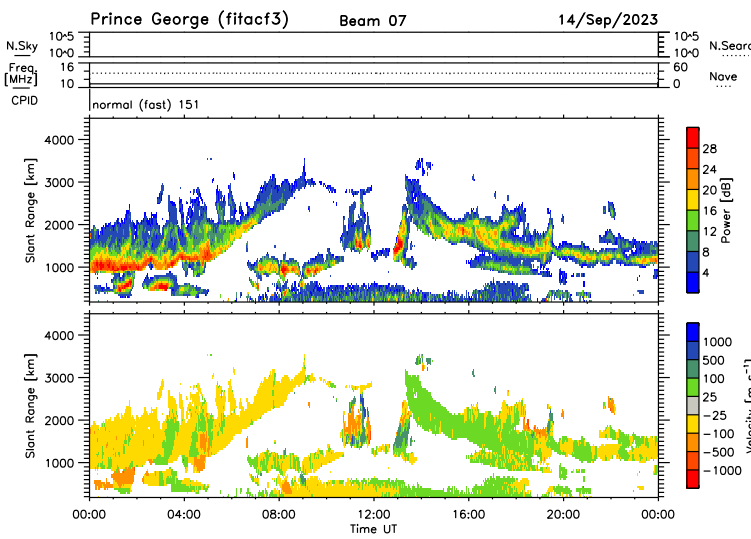 Prince George (fitacf3) Beam 07 14/Sep/2023
N.Sky 10^5 10^0 10^5 10^0 N.Sear
Freq [MHz] 16 10 60 0 Nave
CPID normal (fast) 151
Slant Range [km] 4000 3000 2000 1000
28 24 20 16 12 8 4 Power [dB]
Slant Range [km] 4000 3000 2000 1000
1000 500 100 25 -25 -100 -500 -1000 Velocity [m s-1]
00:00 04:00 08:00 12:00 16:00 20:00 00:00
Time UT